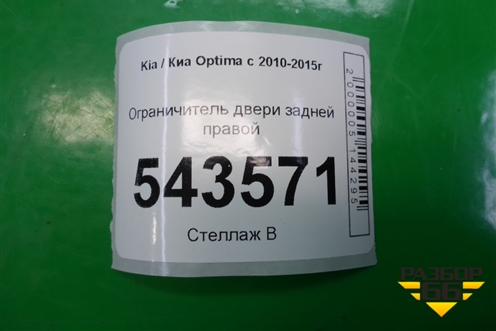 Kia / Киа Optima с 2010-2015г
Ограничитель двери задней
правой
543571
Стеллаж В
2000005144295
РАЗБОР
66